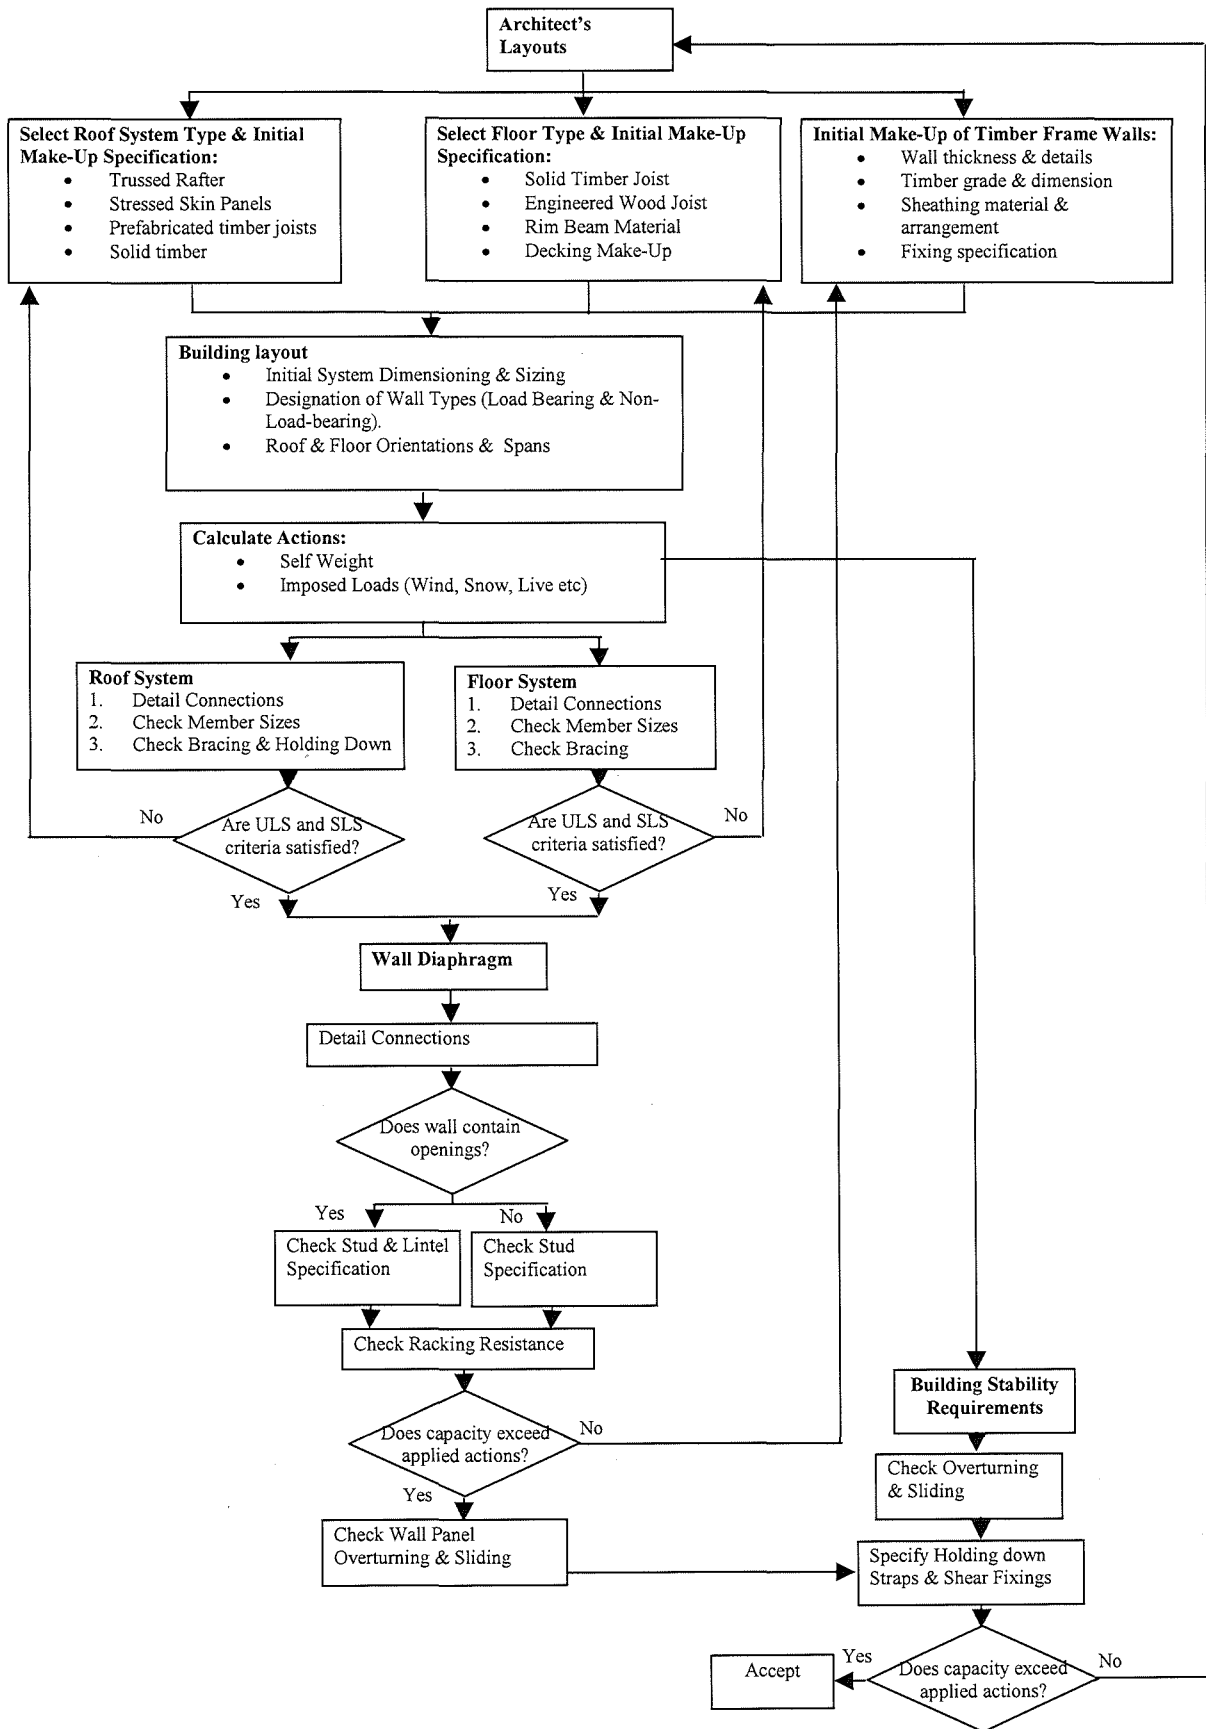 Architect's
Layouts
Select Roof System Type & Initial
Make-Up Specification:
• Trussed Rafter
• Stressed Skin Panels
• Prefabricated timber joists
• Solid timber
Select Floor Type & Initial Make-Up
Specification:
• Solid Timber Joist
• Engineered Wood Joist
• Rim Beam Material
• Decking Make-Up
Initial Make-Up of Timber Frame Walls:
• Wall thickness & details
• Timber grade & dimension
• Sheathing material &
arrangement
• Fixing specification
Building layout
• Initial System Dimensioning & Sizing
• Designation of Wall Types (Load Bearing & Non-
Load-bearing).
• Roof & Floor Orientations & Spans
Calculate Actions:
• Self Weight
• Imposed Loads (Wind, Snow, Live etc)
Roof System
1. Detail Connections
2. Check Member Sizes
3. Check Bracing & Holding Down
Floor System
1. Detail Connections
2. Check Member Sizes
3. Check Bracing
No
Are ULS and SLS
criteria satisfied?
Yes
Are ULS and SLS
criteria satisfied?
No
Yes
Wall Diaphragm
Detail Connections
Does wall contain
openings?
Yes
No
Check Stud & Lintel
Specification
Check Stud
Specification
Check Racking Resistance
Does capacity exceed
applied actions?
No
Yes
Check Wall Panel
Overturning & Sliding
Building Stability
Requirements
Check Overturning
& Sliding
Specify Holding down
Straps & Shear Fixings
Does capacity exceed
applied actions?
Yes
No
Accept